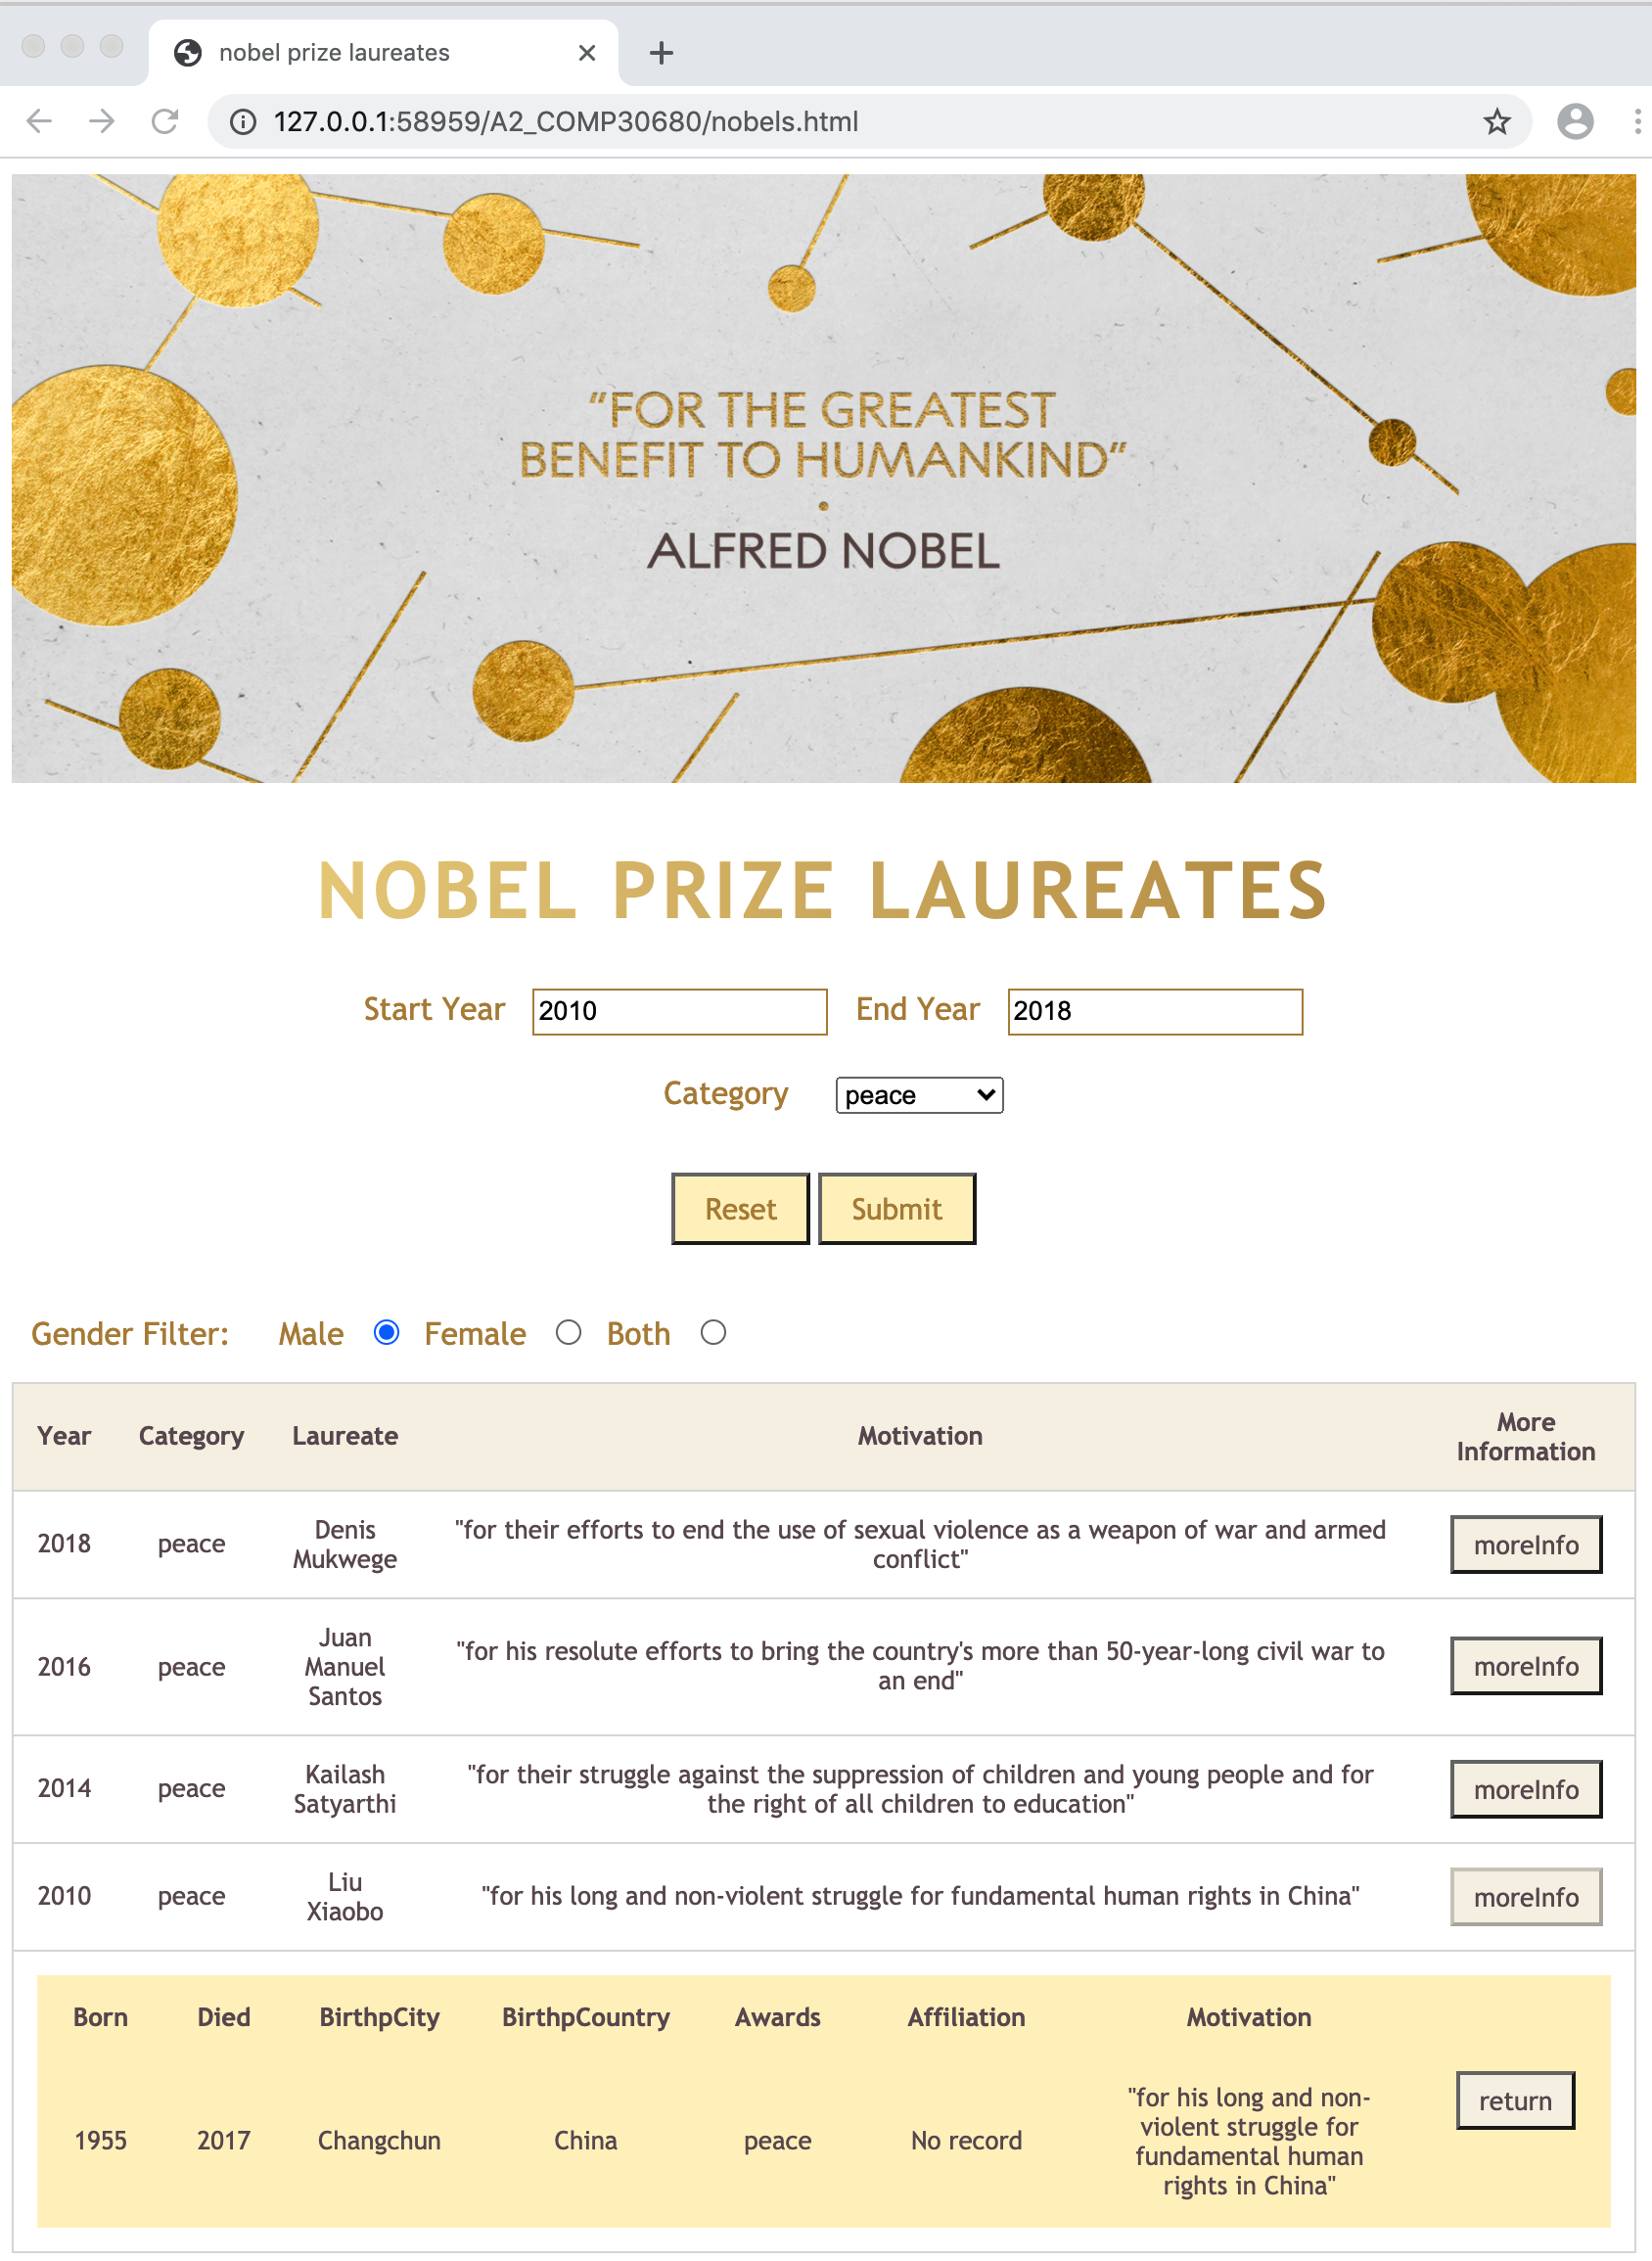 nobel prize laureates
127.0.0.1:58959/A2_COMP30680/nobels.html
“FOR THE GREATEST
BENEFIT TO HUMANKIND”
ALFRED NOBEL
NOBEL PRIZE LAUREATES
Start Year 2010 End Year 2018
Category peace
Reset Submit
Gender Filter: Male Female Both
Year Category Laureate Motivation More Information
2018 peace Denis Mukwege "for their efforts to end the use of sexual violence as a weapon of war and armed
conflict" moreInfo
2016 peace Juan Manuel Santos "for his resolute efforts to bring the country's more than 50-year-long civil war to
an end" moreInfo
2014 peace Kailash Satyarthi "for their struggle against the suppression of children and young people and for
the right of all children to education" moreInfo
2010 peace Liu Xiaobo "for his long and non-violent struggle for fundamental human rights in China" moreInfo
Born Died BirthpCity BirthpCountry Awards Affiliation Motivation
1955 2017 Changchun China peace No record "for his long and non-
violent struggle for
fundamental human
rights in China"
return